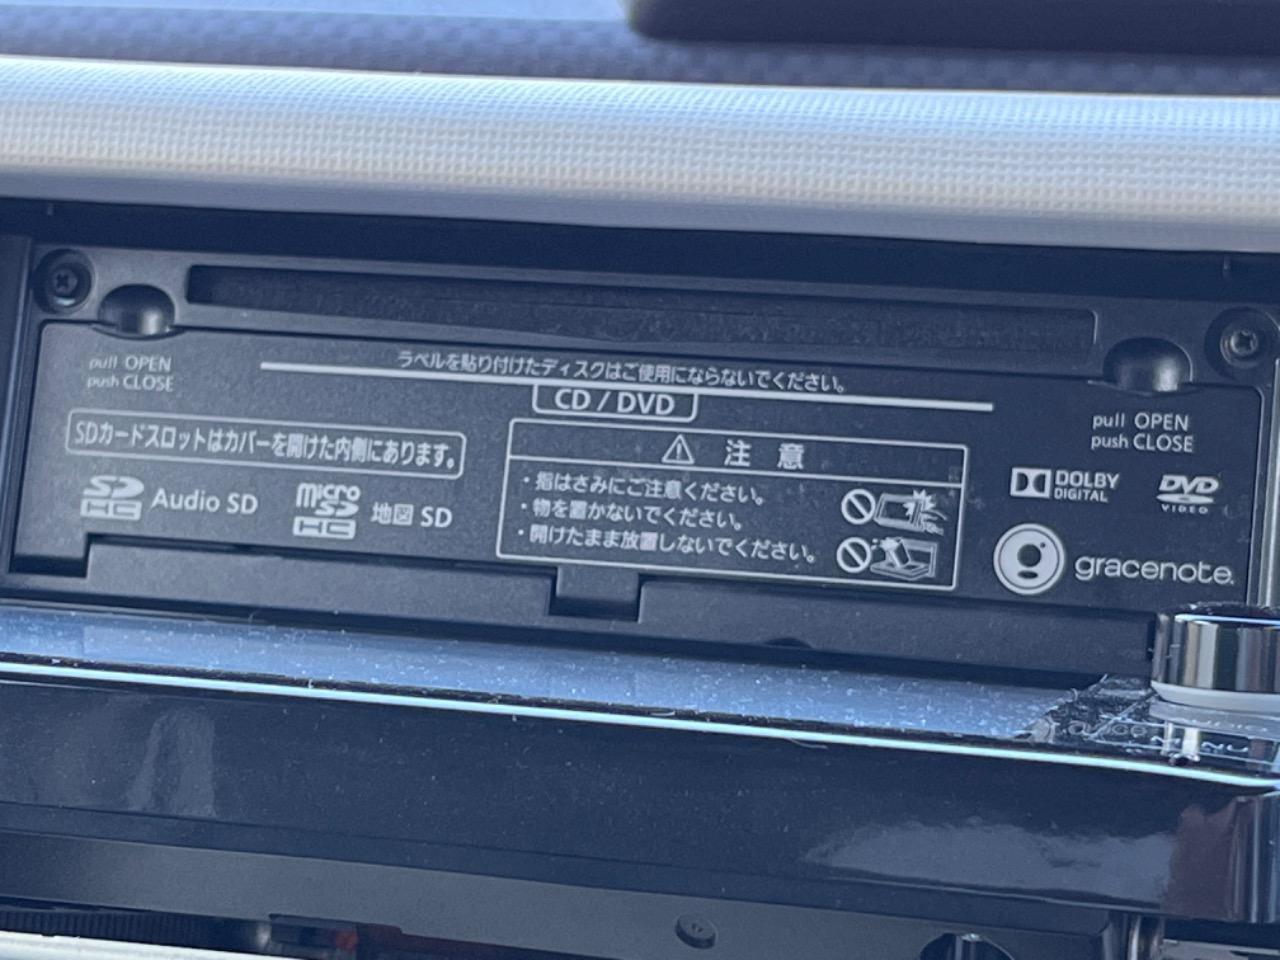 ラベルを貼り付けたディスクはご使用にならないでください。
CD / DVD
pull OPEN
push CLOSE
SDカードスロットはカバーを開けた内側にあります。
SD HC Audio SD
micro SD HC 地図 SD
⚠ 注 意
・指はさみにご注意ください。
・物を置かないでください。
・開けたまま放置しないでください。
pull OPEN
push CLOSE
DOLBY DIGITAL
DVD VIDEO
gracenote.